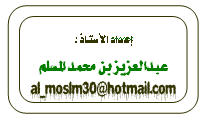 إعداد الأستاذ :
عبدالعزيز بن محمد المسلم
al_moslm30@hotmail.com